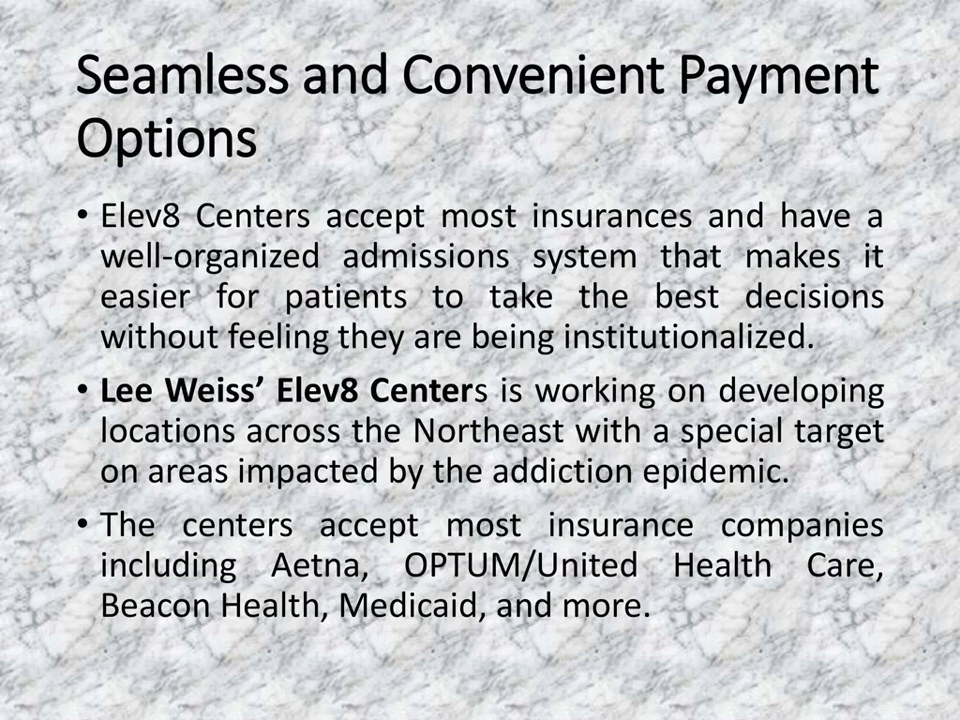 Seamless and Convenient Payment
Options
• Elev8 Centers accept most insurances and have a
well-organized admissions system that makes it
easier for patients to take the best decisions
without feeling they are being institutionalized.
• Lee Weiss’ Elev8 Centers is working on developing
locations across the Northeast with a special target
on areas impacted by the addiction epidemic.
• The centers accept most insurance companies
including Aetna, OPTUM/United Health Care,
Beacon Health, Medicaid, and more.